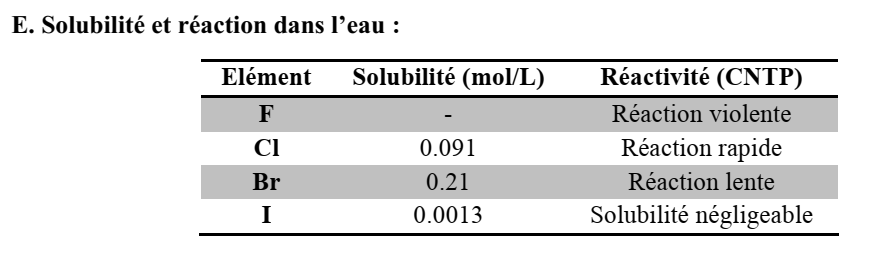 E. Solubilité et réaction dans l’eau :
Elément Solubilité (mol/L) Réactivité (CNTP)
F - Réaction violente
Cl 0.091 Réaction rapide
Br 0.21 Réaction lente
I 0.0013 Solubilité négligeable